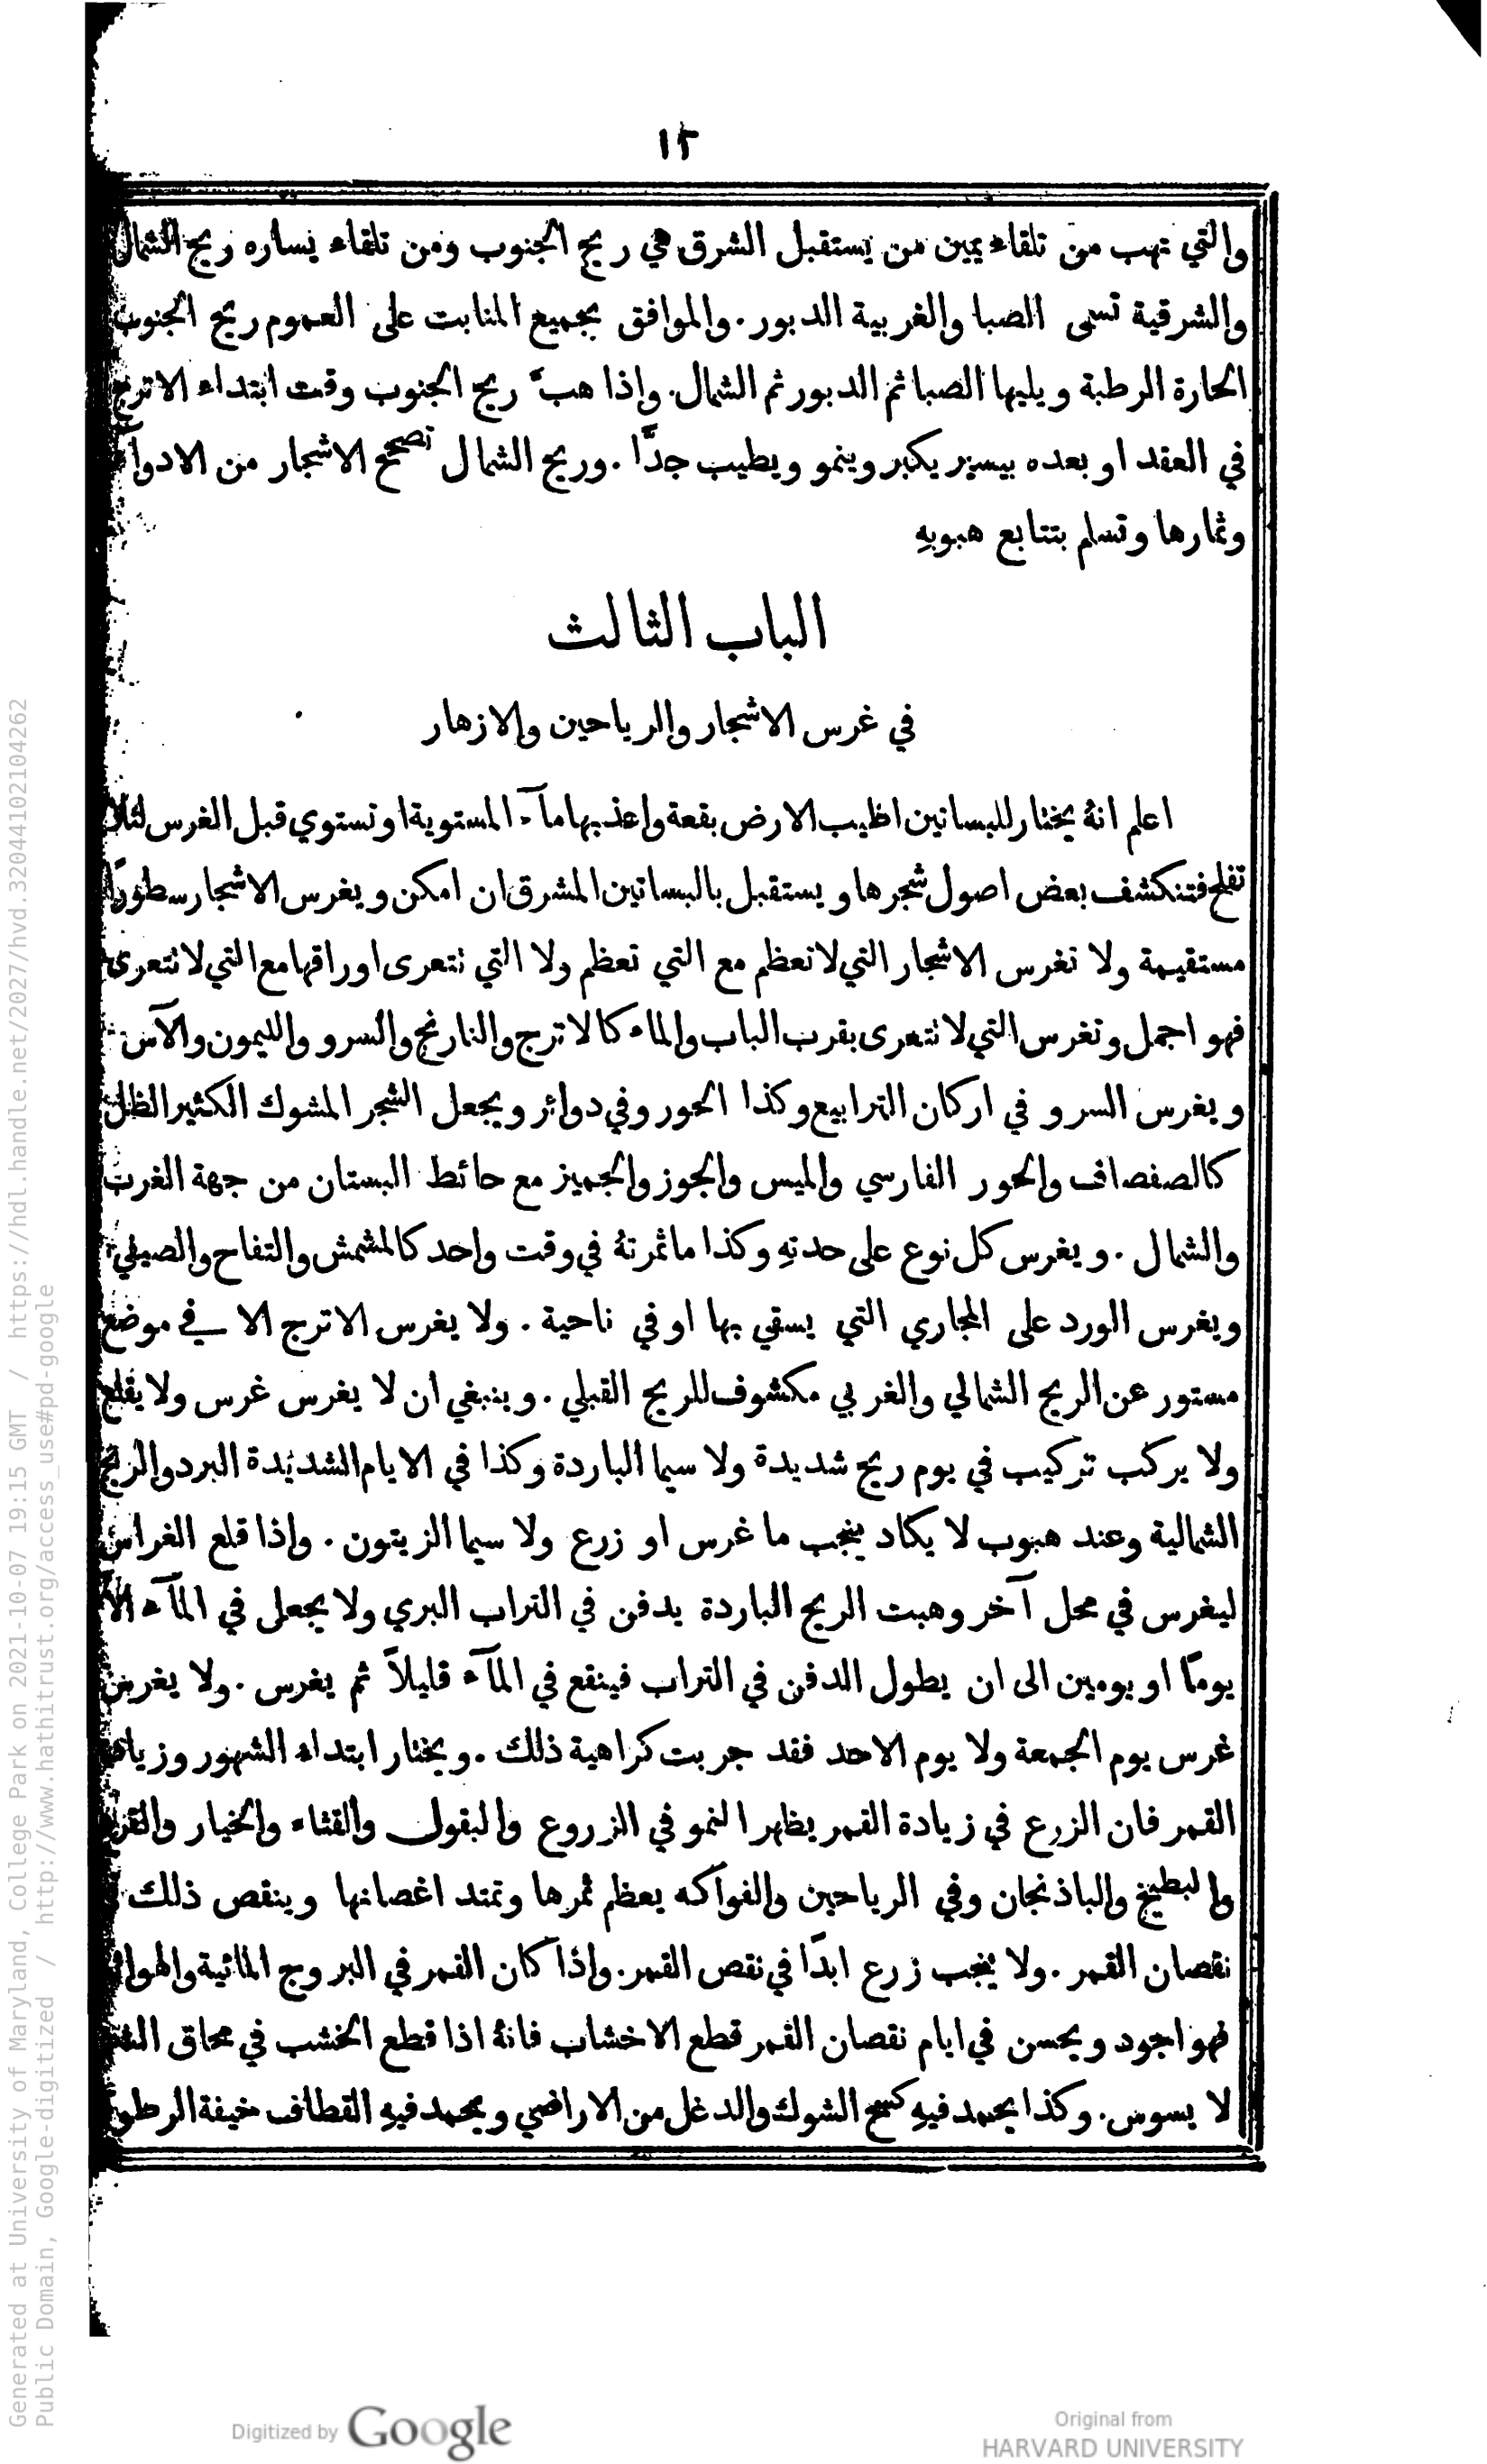 ١٢
والتي تهب من تلقاء يمين من يستقبل الشرق هي ريح الجنوب ومن تلقاء يساره ريح الشمال
والشرقية تسمى الصبا والغربية الدبور. والموافق بجميع المنابت على العموم ريح الجنوب
الحارة الرطبة ويليها الصبا ثم الدبور ثم الشمال. وإذا هبّ ريح الجنوب وقت ابتداء الاترج
في العقد او بعده بيسير يكبر وينمو ويطيب جدًّا . وريح الشمال تصحح الاشجار من الادوآء
وثمارها وتسلم بتتابع هبوبهِ
الباب الثالث
في غرس الاشجار والرياحين والازهار
اعلم انهُ يختار للبساتين اطيب الارض بقعة واعذبها مآء المستوية او تستوي قبل الغرس لئلا
تفلح فتنكشف بعض اصول شجرها ويستقبل بالبساتين المشرق ان امكن ويغرس الاشجار سطورًا
مستقيمة ولا تغرس الاشجار التي لا تعظم مع التي تعظم ولا التي تتعرى اوراقها مع التي لا تتعرى
فهو اجمل وتغرس التي لا تتعرى بقرب الباب والماء كالاترج والنارنج والسرو والليمون والآس
ويغرس السرو في اركان الترابيع وكذا الحور وفي دوائر ويجعل الشجر المشوك الكثير الظل
كالصفصاف والحور الفارسي والميس والجوز والجميز مع حائط البستان من جهة الغرب
والشمال . ويغرس كل نوع على حدتهِ وكذا ما ثمرتهُ في وقت واحد كالمشمش والتفاح والصيفي
ويغرس الورد على المجاري التي يسقي بها او في ناحية . ولا يغرس الاترج الا في موضع
مستور عن الريح الشمالي والغربي مكشوف للريح القبلي . وينبغي ان لا يغرس غرس ولا يقلع
ولا يركب تركيب في يوم ريح شديدة ولا سيما الباردة وكذا في الايام الشديدة البرد والريح
الشمالية وعند هبوب لا يكاد ينجب ما غرس او زرع ولا سيما الزيتون . وإذا قلع الغراس
ليغرس في محل آخر وهبت الريح الباردة يدفن في التراب البري ولا يجعل في المآء الا
يومًا او يومين الى ان يطول الدفن في التراب فينقع في المآء قليلاً ثم يغرس . ولا يغرس
غرس يوم الجمعة ولا يوم الاحد فقد جربت كراهية ذلك . ويختار ابتداء الشهور وزيادة
القمر فان الزرع في زيادة القمر يظهر النمو في الزروع والبقول والقثاء والخيار والقرع
والبطيخ والباذنجان وفي الرياحين والفواكه يعظم ثمرها وتمتد اغصانها وينقص ذلك
نقصان القمر . ولا ينجب زرع ابدًا في نقص القمر. وإذا كان القمر في البروج المائية والهوائية
فهو اجود ويحسن في ايام نقصان القمر قطع الاخشاب فانهُ اذا قطع الخشب في محاق القمر
لا يسوس. وكذا يحمد فيهِ كسح الشوك والدغل من الاراضي ويحمد فيهِ القطاف خيفة
Generated at University of Maryland, College Park on 2021-10-07 19:15 GMT / https://hdl.handle.net/2027/hvd.32044102104262
Public Domain, Google-digitized / http://www.hathitrust.org/access_use#pd-google
Digitized by Google
Original from
HARVARD UNIVERSITY